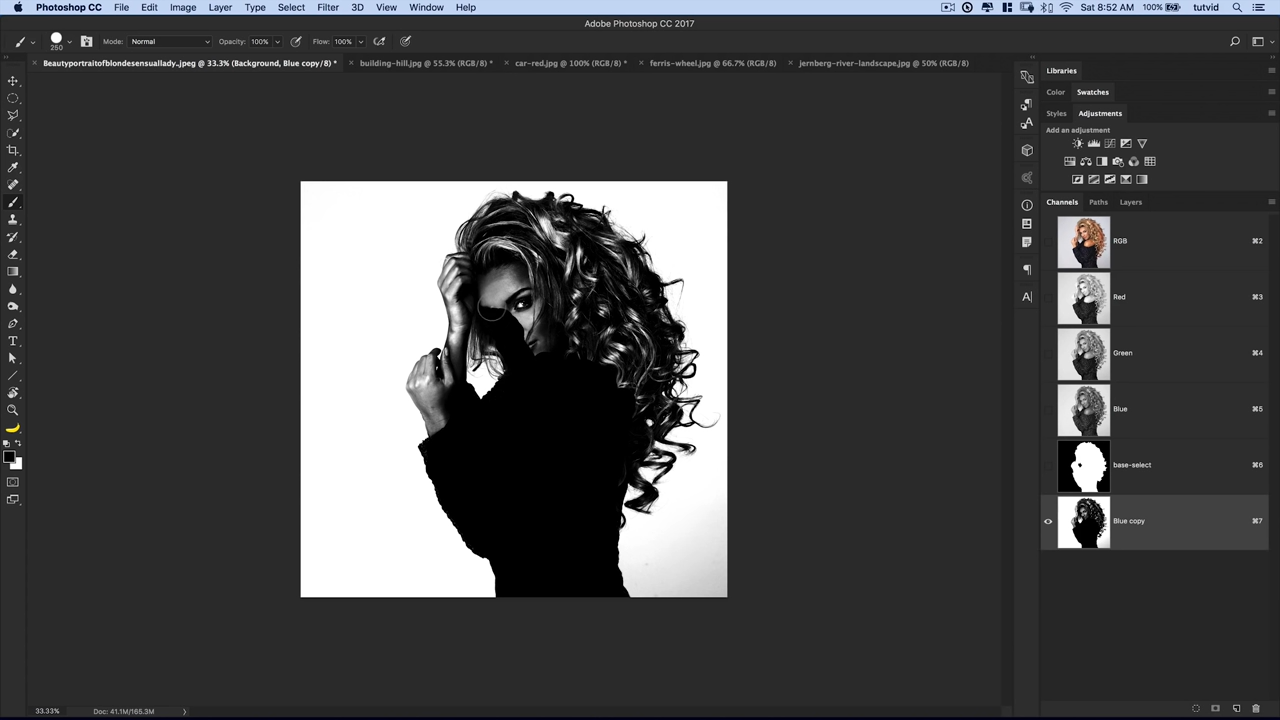 Photoshop CC File Edit Image Layer Type Select Filter 3D View Window Help 100% Sat 8:52 AM tutvid
Adobe Photoshop CC 2017
250 Mode: Normal Opacity: 100% Flow: 100%
Beautyportraitofblondesensuallady.jpeg @ 33.3% (Background, Blue copy/8) * building-hill.jpg @ 55.3% (RGB/8) * car-red.jpg @ 100% (RGB/8) * ferris-wheel.jpg @ 66.7% (RGB/8) jernberg-river-landscape.jpg @ 50% (RGB/8)
Libraries
Color Swatches
Styles Adjustments
Add an adjustment
Channels Paths Layers
RGB ⌘2
Red ⌘3
Green ⌘4
Blue ⌘5
base-select ⌘6
Blue copy ⌘7
33.33% Doc: 41.1M/165.3M